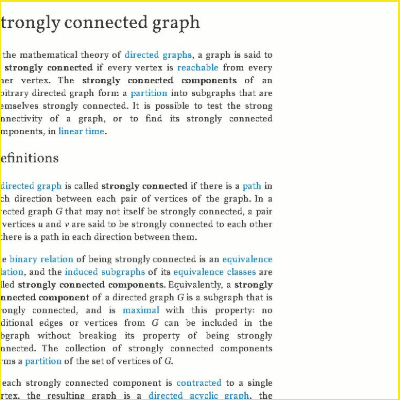 trongly connected graph
the mathematical theory of directed graphs, a graph is said to
strongly connected if every vertex is reachable from every
her vertex. The strongly connected components of an
bitrary directed graph form a partition into subgraphs that are
emselves strongly connected. It is possible to test the strong
nnectivity of a graph, or to find its strongly connected
mponents, in linear time.
efinitions
directed graph is called strongly connected if there is a path in
ch direction between each pair of vertices of the graph. In a
rected graph G that may not itself be strongly connected, a pair
vertices u and v are said to be strongly connected to each other
there is a path in each direction between them.
e binary relation of being strongly connected is an equivalence
lation, and the induced subgraphs of its equivalence classes are
lled strongly connected components. Equivalently, a strongly
nnected component of a directed graph G is a subgraph that is
rongly connected, and is maximal with this property: no
ditional edges or vertices from G can be included in the
bgraph without breaking its property of being strongly
nnected. The collection of strongly connected components
rms a partition of the set of vertices of G.
each strongly connected component is contracted to a single
rtex, the resulting graph is a directed acyclic graph, the